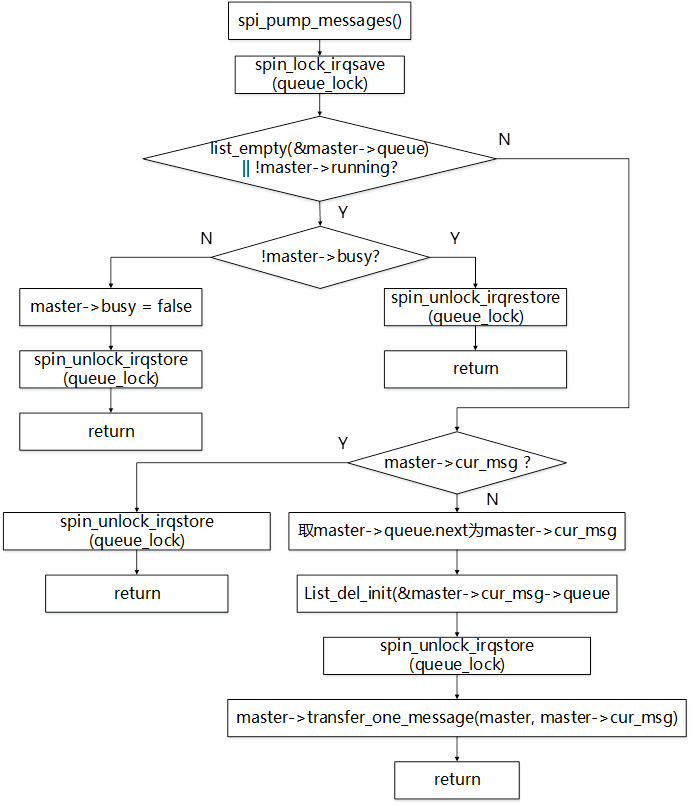 spi_pump_messages()
spin_lock_irqsave
(queue_lock)
list_empty(&master->queue)
|| !master->running?
N
Y
!master->busy?
N
Y
master->busy = false
spin_unlock_irqrestore
(queue_lock)
spin_unlock_irqstore
(queue_lock)
return
return
master->cur_msg ?
Y
N
spin_unlock_irqstore
(queue_lock)
取master->queue.next为master->cur_msg
return
List_del_init(&master->cur_msg->queue
spin_unlock_irqstore
(queue_lock)
master->transfer_one_message(master, master->cur_msg)
return